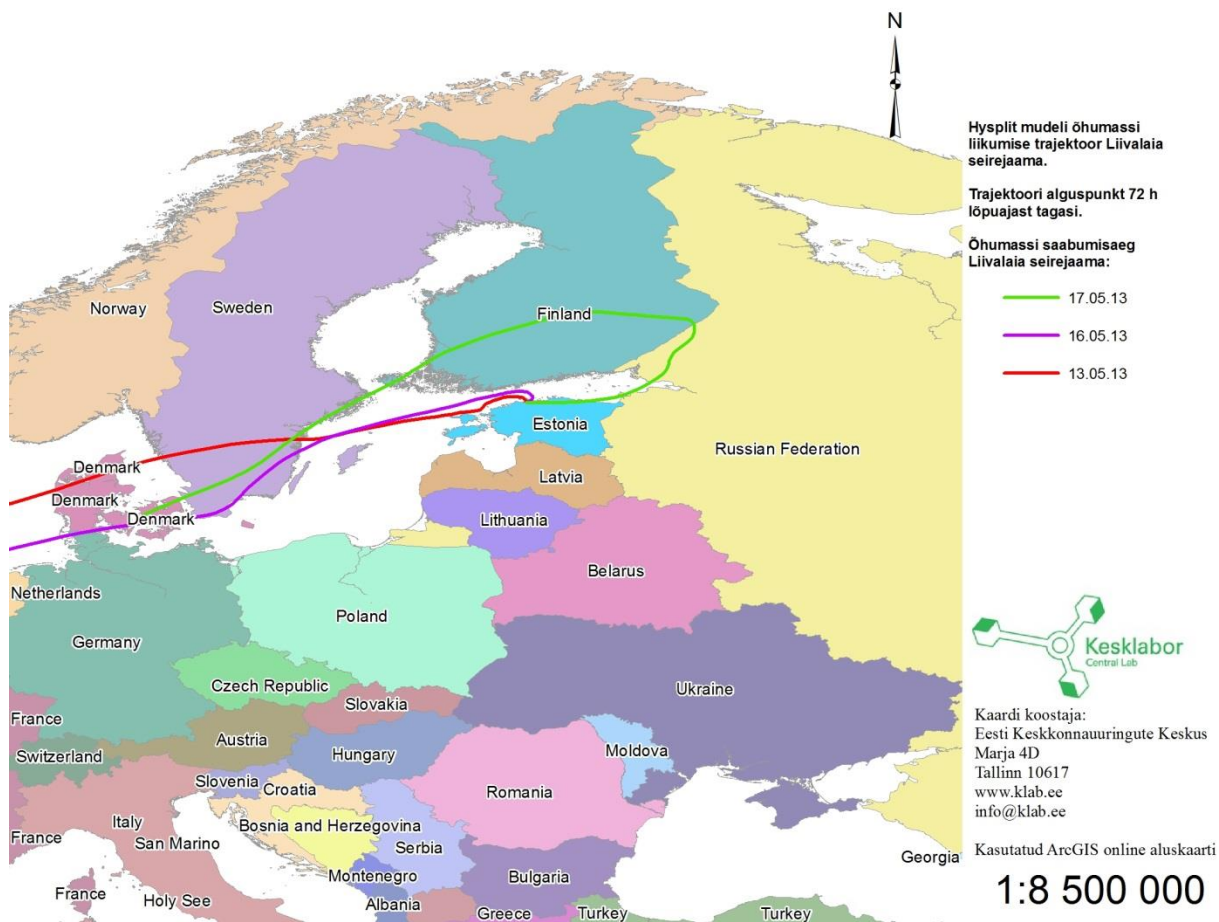 N
Hysplit mudeli õhumassi
liikumise trajektoor Liivalaia
seirejaama.
Trajektoori alguspunkt 72 h
lõpuajast tagasi.
Õhumassi saabumisaeg
Liivalaia seirejaama:
17.05.13
16.05.13
13.05.13
Norway
Sweden
Finland
Estonia
Russian Federation
Denmark
Latvia
Denmark
Denmark
Lithuania
Belarus
Netherlands
Poland
Germany
Czech Republic
Ukraine
Slovakia
France
Austria
Switzerland
Hungary
Moldova
Slovenia
Croatia
Romania
Italy
Bosnia and Herzegovina
France
San Marino
Serbia
Montenegro
Bulgaria
Georgia
France
Holy See
Albania
Greece
Turkey
Turkey
Kesklabor
Central Lab
Kaardi koostaja:
Eesti Keskkonnauuringute Keskus
Marja 4D
Tallinn 10617
www.klab.ee
info@klab.ee
Kasutatud ArcGIS online aluskaarti
1:8 500 000